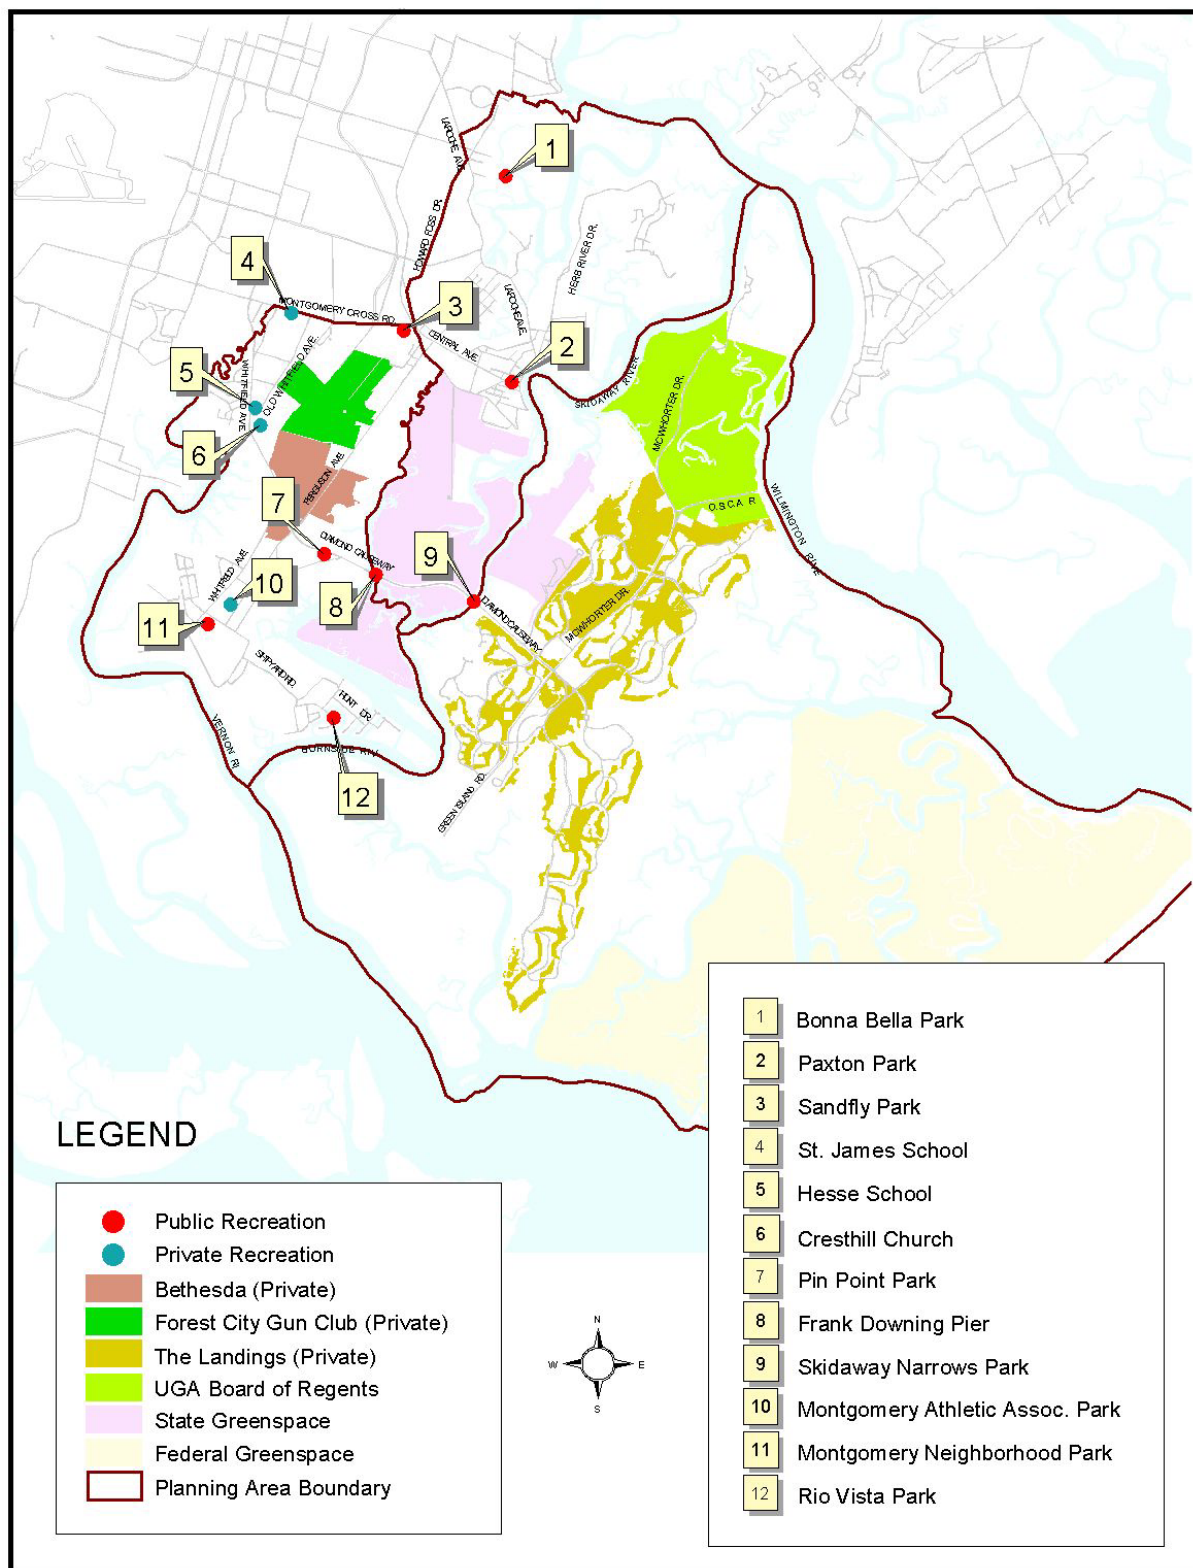 1
LAROCHE AVE.
HOWARD FOSS DR.
HERB RIVER DR.
4
MONTGOMERY CROSS RD.
3
LAROCHE AVE.
CENTRAL AVE.
2
5
WHITFIELD AVE.
OLD WHITFIELD AVE.
SKIDAWAY RIVER
MCWHORTER DR.
6
FERGUSON AVE.
7
O.S.C.A R
WILMINGTON RIVE
DIAMOND CAUSEWAY
9
WHITFIELD AVE.
10
8
DIAMOND CAUSEWAY
MCWHORTER DR.
11
SHIPYARD RD.
HUNT DR.
VERNON RI
BURNSIDE RIV
12
GREEN ISLAND RD.
LEGEND
Public Recreation
Private Recreation
Bethesda (Private)
Forest City Gun Club (Private)
The Landings (Private)
UGA Board of Regents
State Greenspace
Federal Greenspace
Planning Area Boundary
N
W E
S
1 Bonna Bella Park
2 Paxton Park
3 Sandfly Park
4 St. James School
5 Hesse School
6 Cresthill Church
7 Pin Point Park
8 Frank Downing Pier
9 Skidaway Narrows Park
10 Montgomery Athletic Assoc. Park
11 Montgomery Neighborhood Park
12 Rio Vista Park